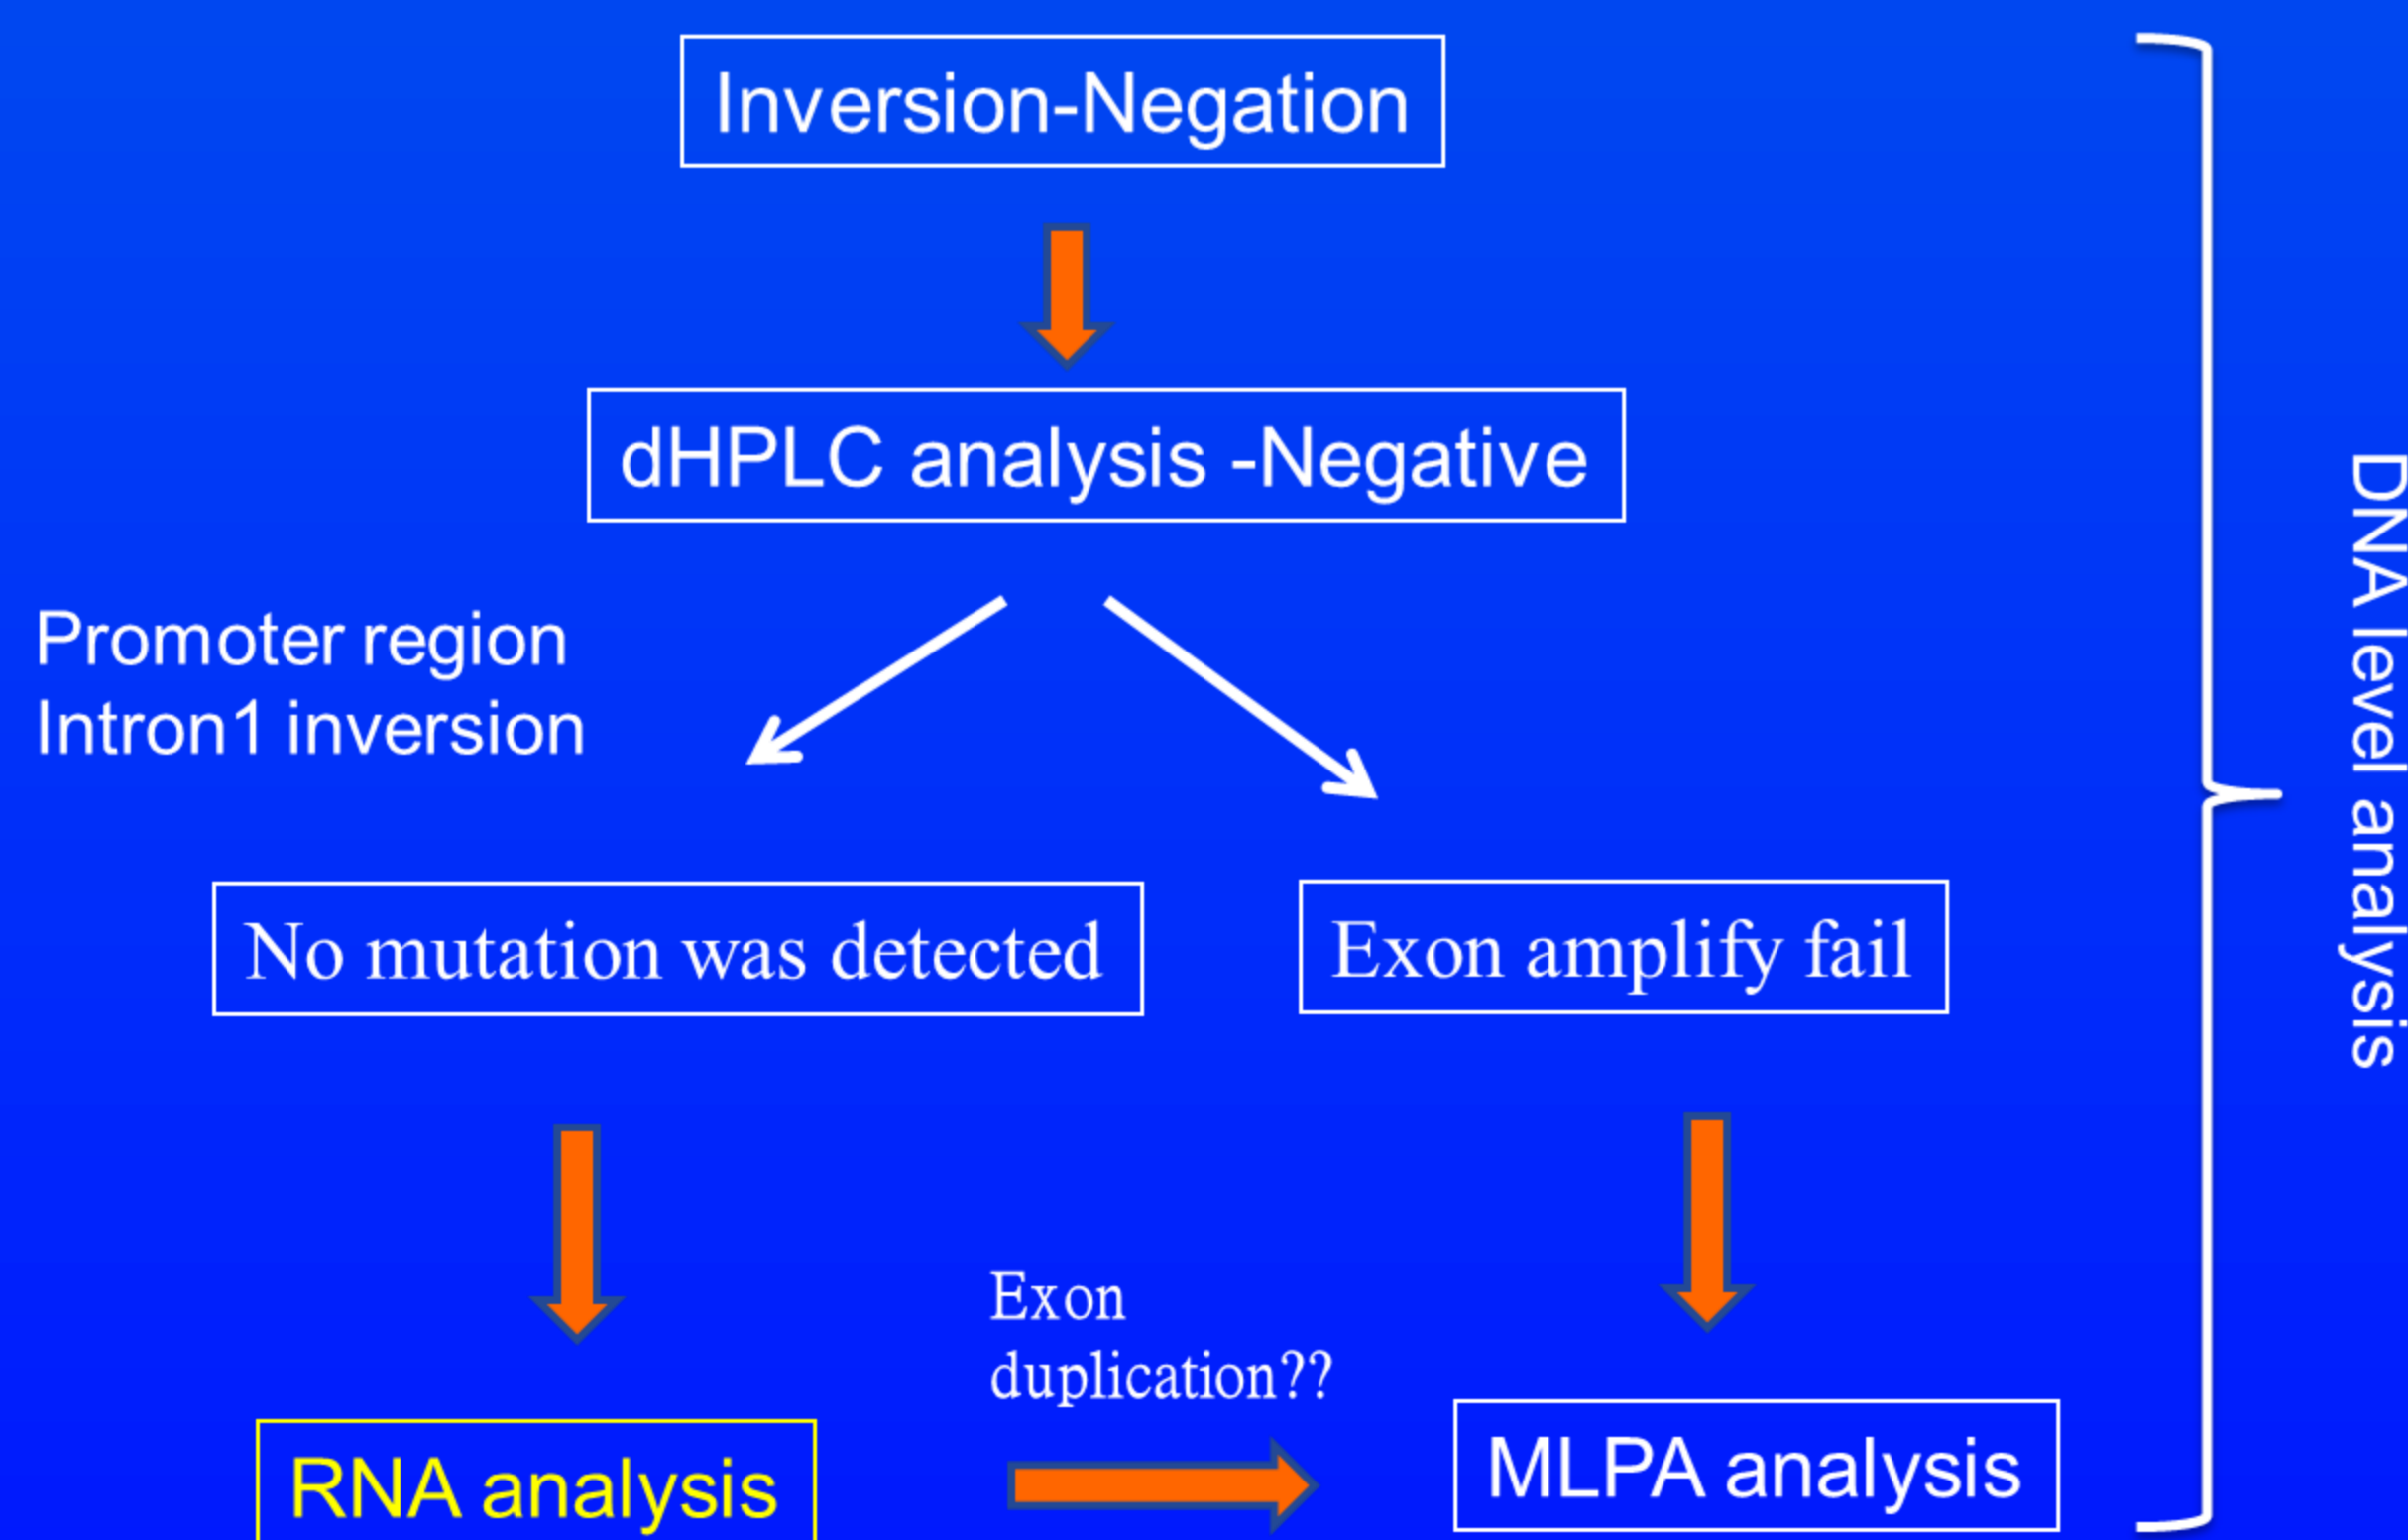 Inversion-Negation
dHPLC analysis -Negative
Promoter region
Intron1 inversion
No mutation was detected
Exon amplify fail
Exon
duplication??
RNA analysis
MLPA analysis
DNA level analysis